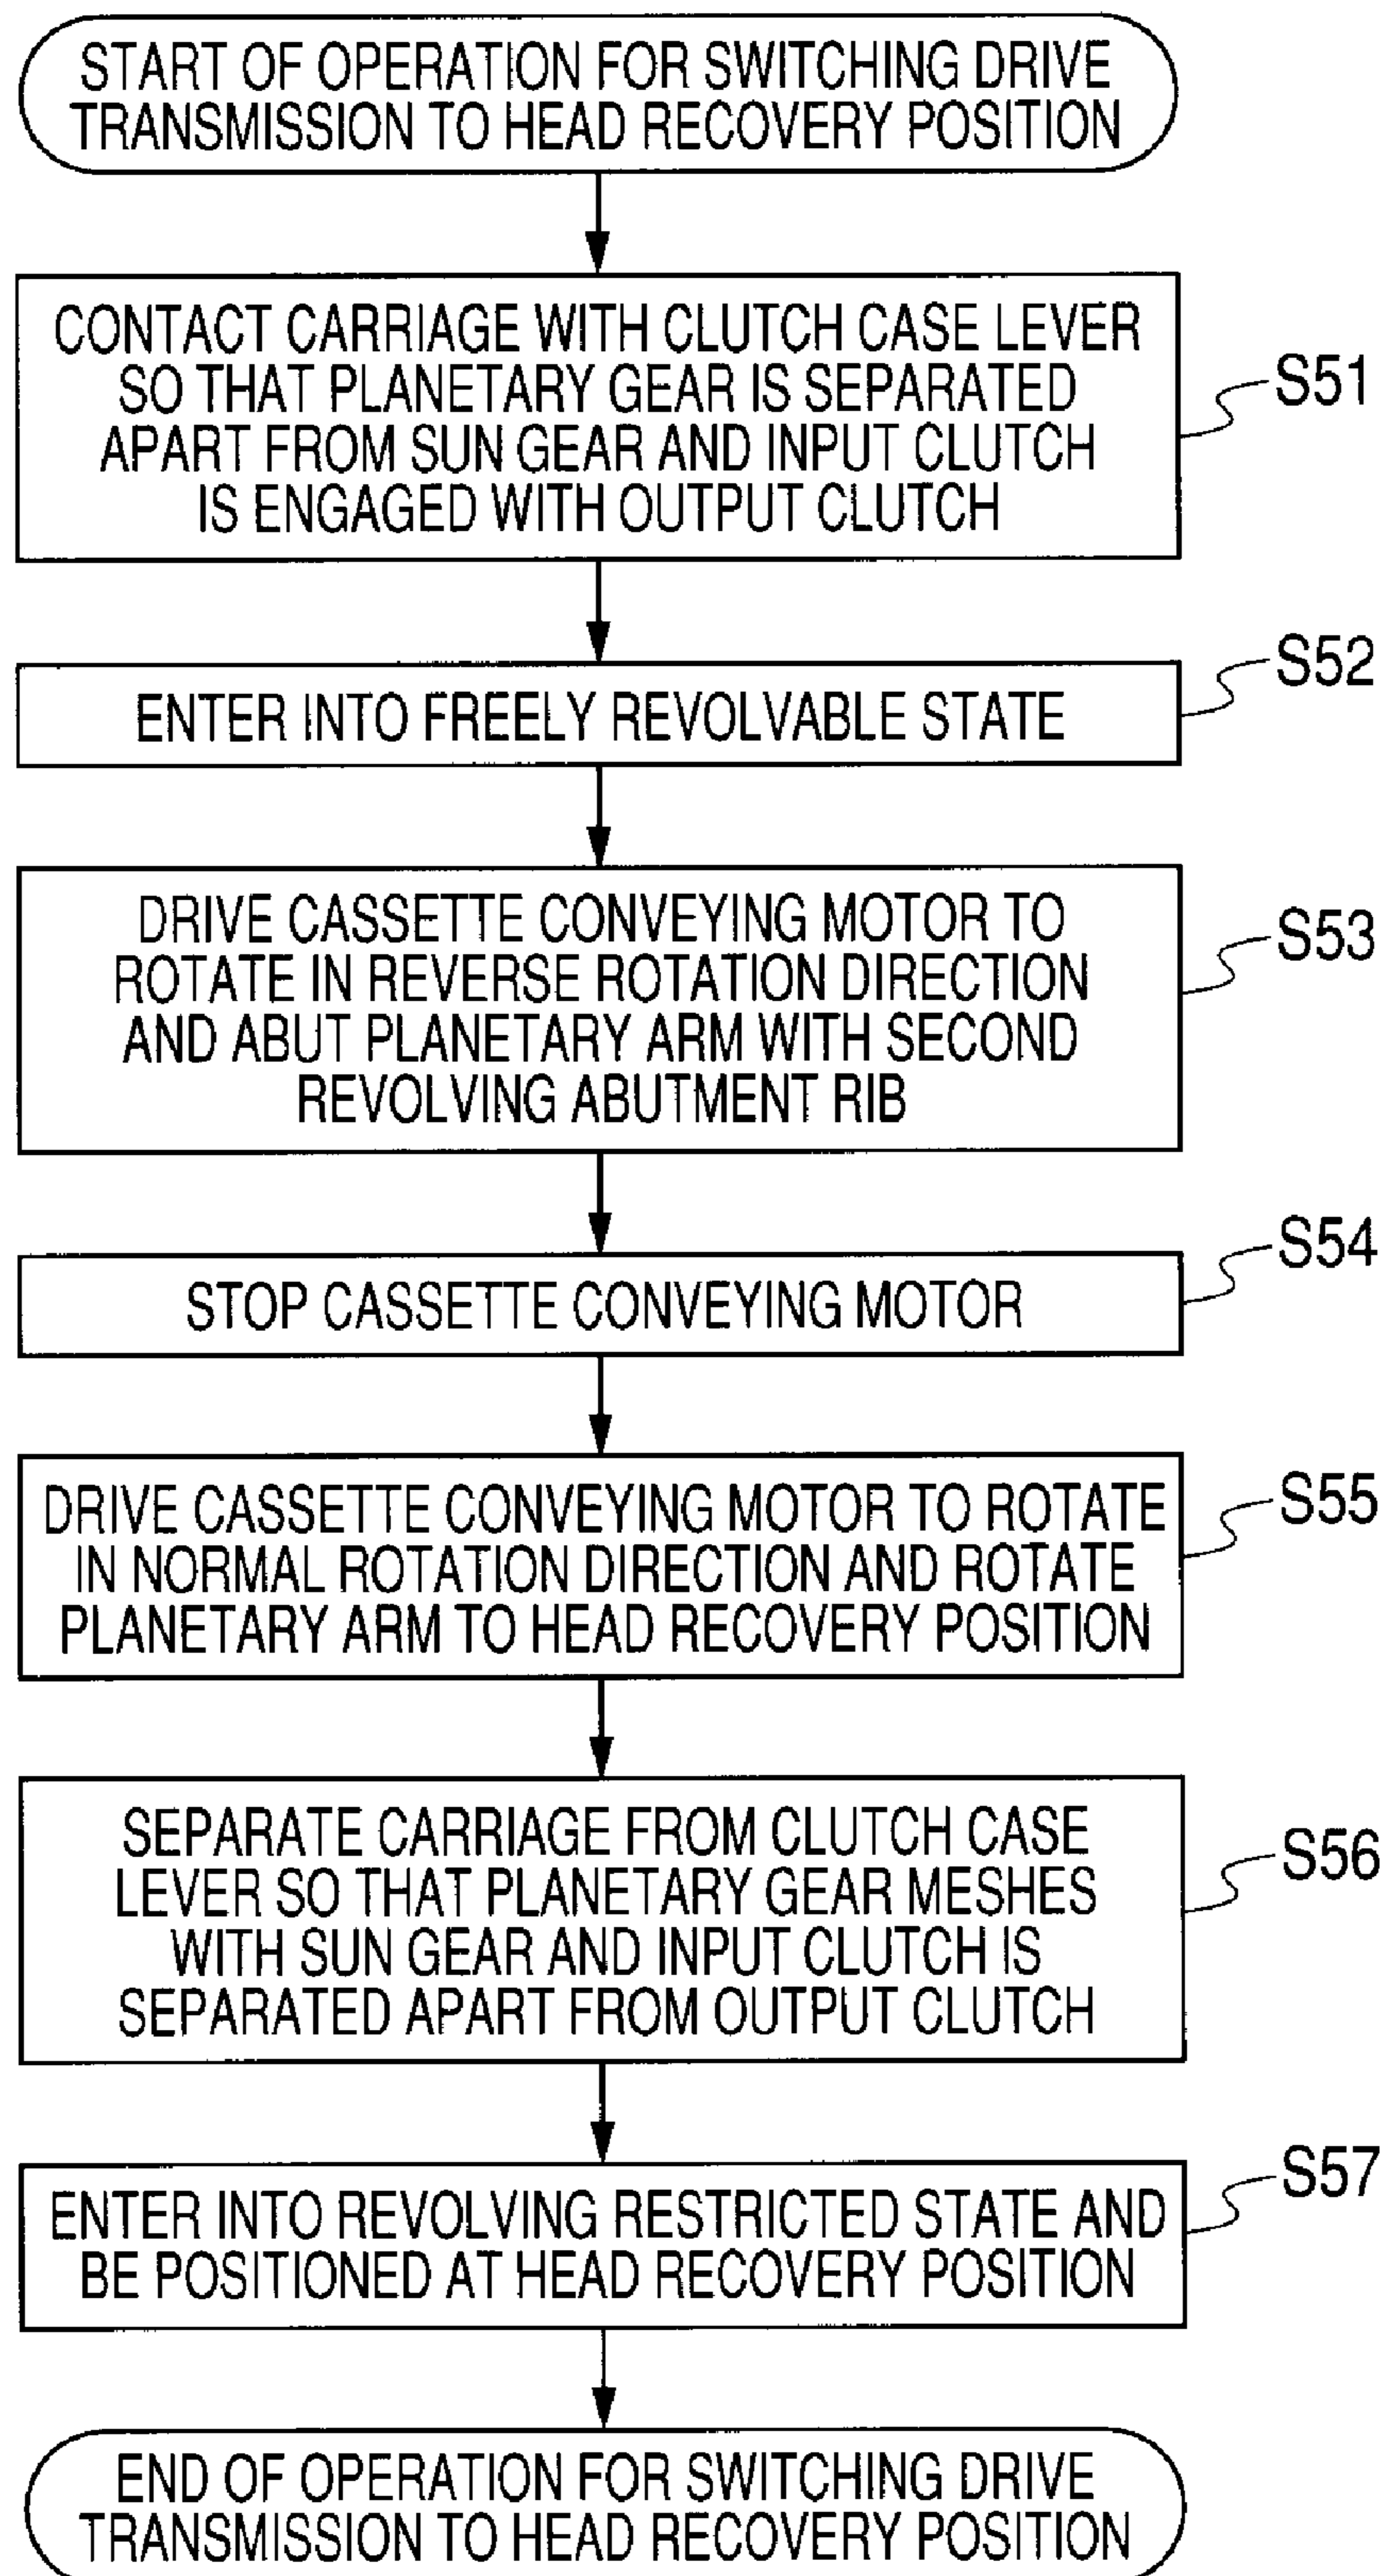 START OF OPERATION FOR SWITCHING DRIVE
TRANSMISSION TO HEAD RECOVERY POSITION
CONTACT CARRIAGE WITH CLUTCH CASE LEVER
SO THAT PLANETARY GEAR IS SEPARATED
APART FROM SUN GEAR AND INPUT CLUTCH
IS ENGAGED WITH OUTPUT CLUTCH
S51
ENTER INTO FREELY REVOLVABLE STATE
S52
DRIVE CASSETTE CONVEYING MOTOR TO
ROTATE IN REVERSE ROTATION DIRECTION
AND ABUT PLANETARY ARM WITH SECOND
REVOLVING ABUTMENT RIB
S53
STOP CASSETTE CONVEYING MOTOR
S54
DRIVE CASSETTE CONVEYING MOTOR TO ROTATE
IN NORMAL ROTATION DIRECTION AND ROTATE
PLANETARY ARM TO HEAD RECOVERY POSITION
S55
SEPARATE CARRIAGE FROM CLUTCH CASE
LEVER SO THAT PLANETARY GEAR MESHES
WITH SUN GEAR AND INPUT CLUTCH IS
SEPARATED APART FROM OUTPUT CLUTCH
S56
ENTER INTO REVOLVING RESTRICTED STATE AND
BE POSITIONED AT HEAD RECOVERY POSITION
S57
END OF OPERATION FOR SWITCHING DRIVE
TRANSMISSION TO HEAD RECOVERY POSITION